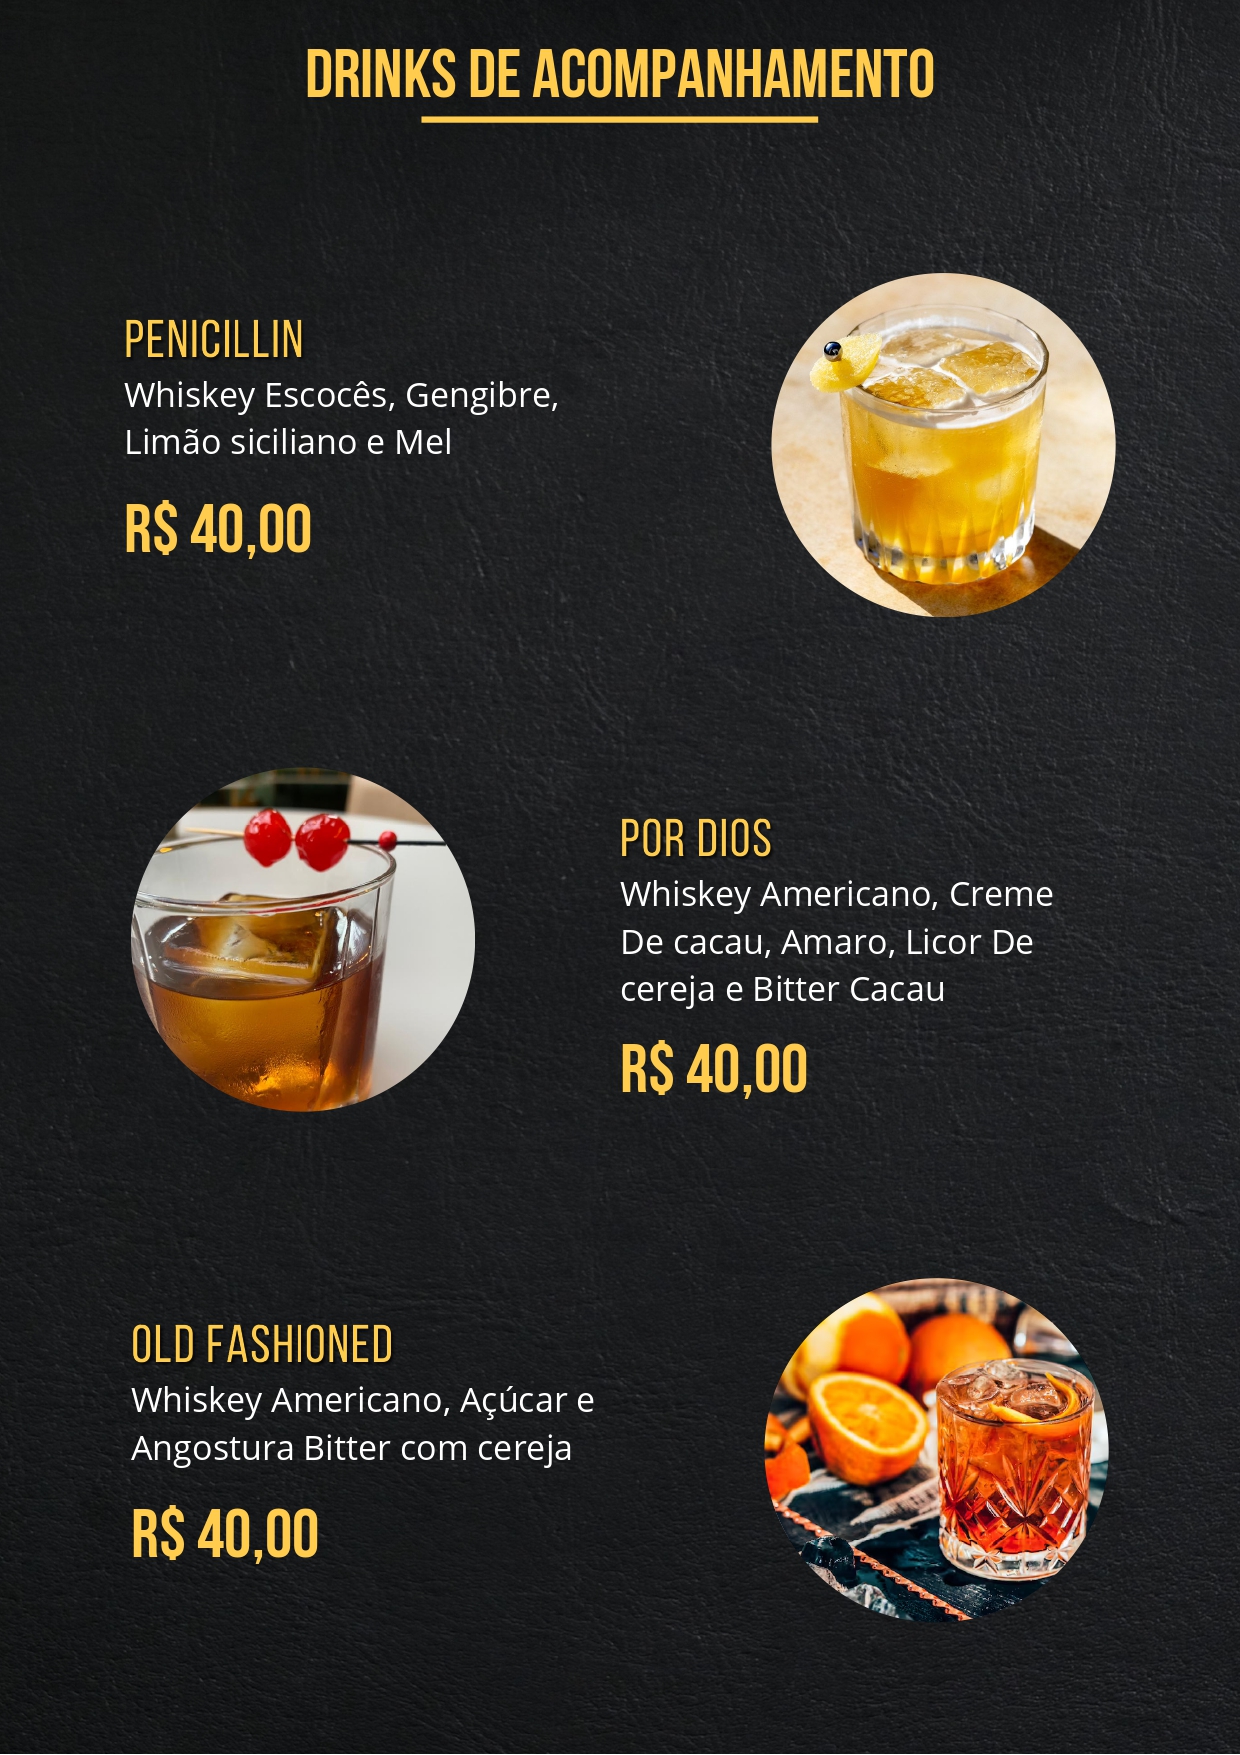 DRINKS DE ACOMPANHAMENTO
PENICILLIN
Whiskey Escocês, Gengibre,
Limão siciliano e Mel
R$ 40,00
POR DIOS
Whiskey Americano, Creme
De cacau, Amaro, Licor De
cereja e Bitter Cacau
R$ 40,00
OLD FASHIONED
Whiskey Americano, Açúcar e
Angostura Bitter com cereja
R$ 40,00